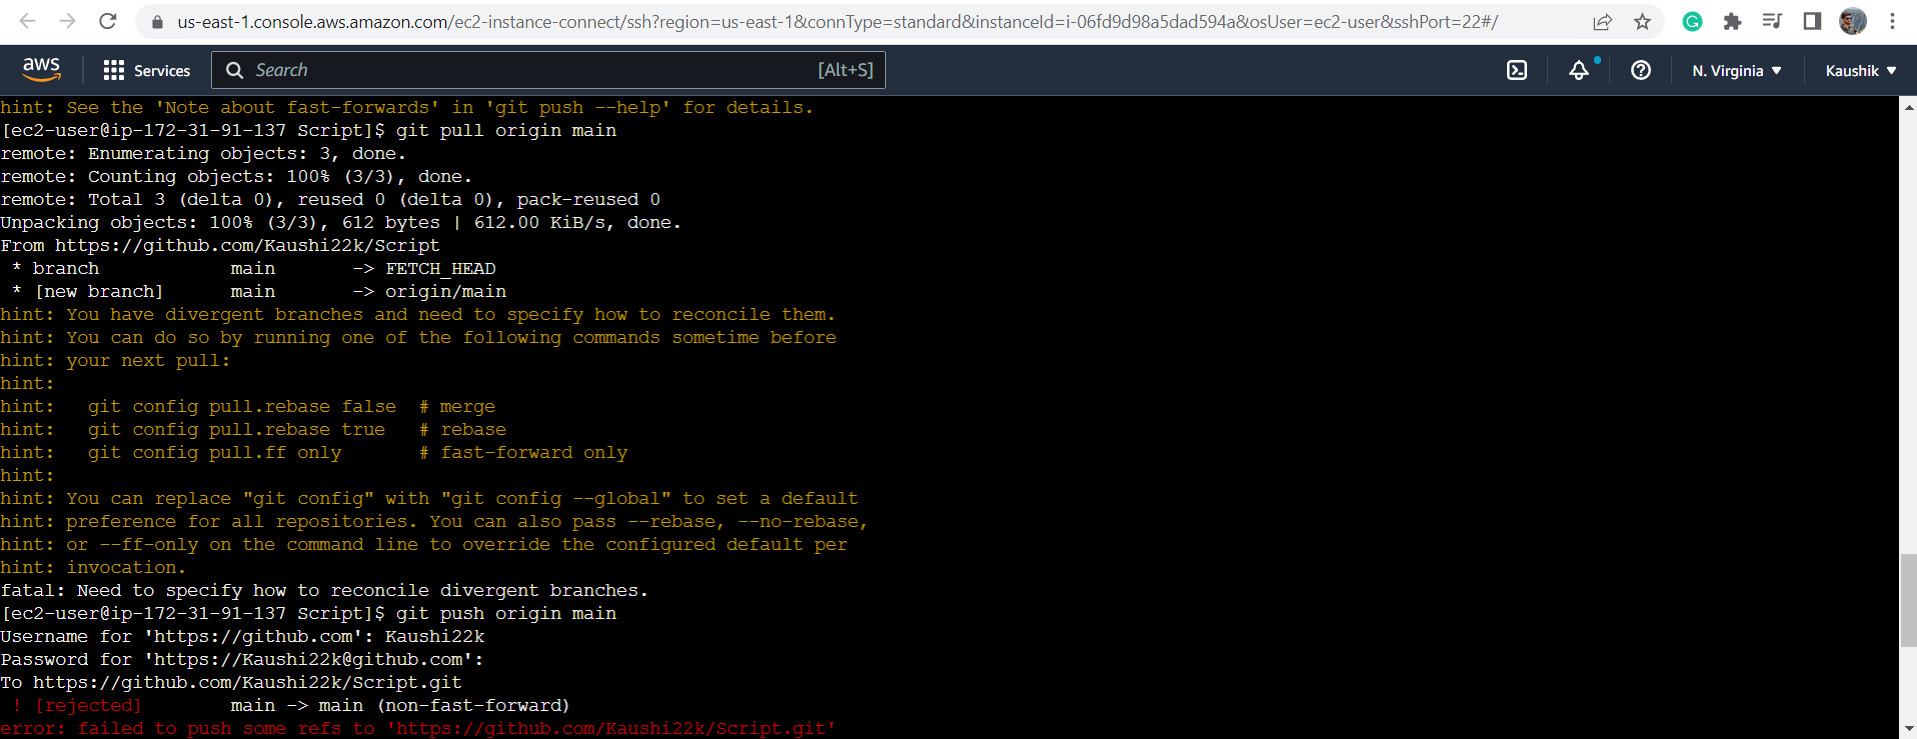 us-east-1.console.aws.amazon.com/ec2-instance-connect/ssh?region=us-east-1&connType=standard&instanceId=i-06fd9d98a5dad594a&osUser=ec2-user&sshPort=22#/
aws Services Search [Alt+S] N. Virginia Kaushik
hint: See the 'Note about fast-forwards' in 'git push --help' for details.
[ec2-user@ip-172-31-91-137 Script]$ git pull origin main
remote: Enumerating objects: 3, done.
remote: Counting objects: 100% (3/3), done.
remote: Total 3 (delta 0), reused 0 (delta 0), pack-reused 0
Unpacking objects: 100% (3/3), 612 bytes | 612.00 KiB/s, done.
From https://github.com/Kaushi22k/Script
 * branch            main       -> FETCH_HEAD
 * [new branch]      main       -> origin/main
hint: You have divergent branches and need to specify how to reconcile them.
hint: You can do so by running one of the following commands sometime before
hint: your next pull:
hint:
hint:   git config pull.rebase false  # merge
hint:   git config pull.rebase true   # rebase
hint:   git config pull.ff only       # fast-forward only
hint:
hint: You can replace "git config" with "git config --global" to set a default
hint: preference for all repositories. You can also pass --rebase, --no-rebase,
hint: or --ff-only on the command line to override the configured default per
hint: invocation.
fatal: Need to specify how to reconcile divergent branches.
[ec2-user@ip-172-31-91-137 Script]$ git push origin main
Username for 'https://github.com': Kaushi22k
Password for 'https://Kaushi22k@github.com':
To https://github.com/Kaushi22k/Script.git
 ! [rejected]        main -> main (non-fast-forward)
error: failed to push some refs to 'https://github.com/Kaushi22k/Script.git'